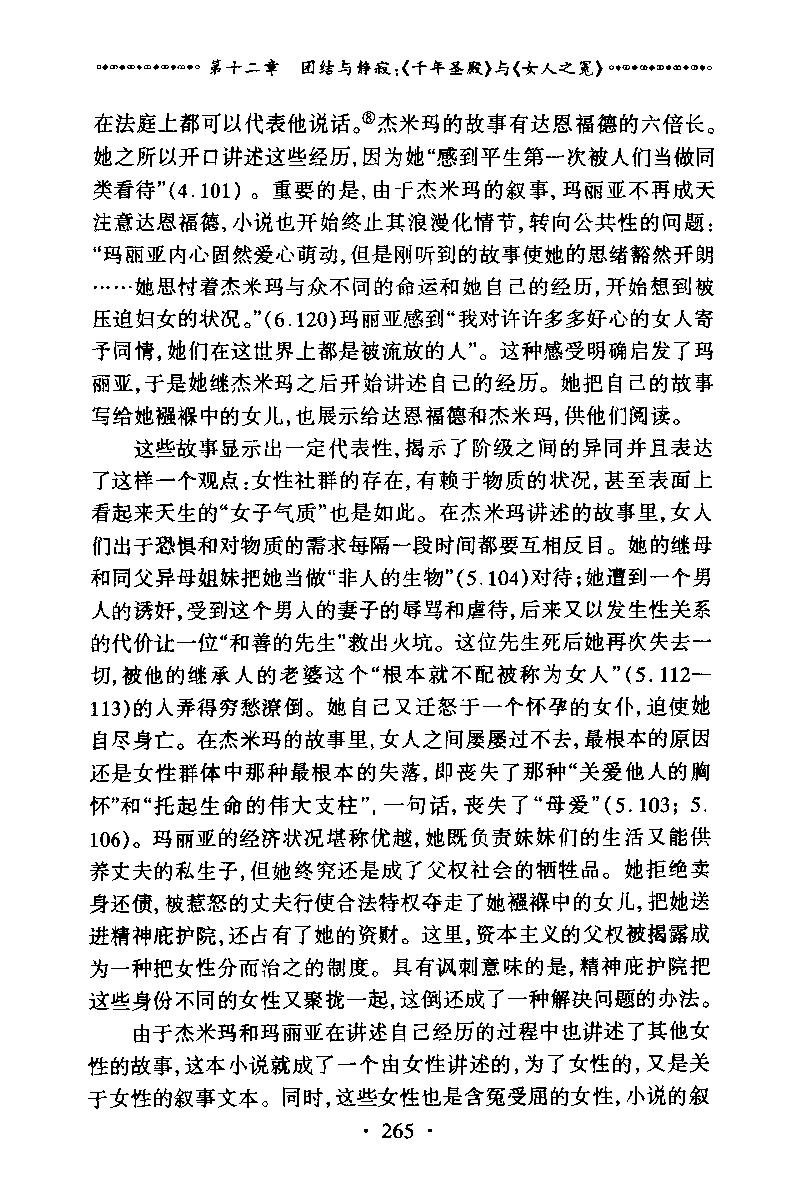 第十二章 团结与静寂:《千年圣殿》与《女人之冤》
在法庭上都可以代表他说话。⑧杰米玛的故事有达恩福德的六倍长。
她之所以开口讲述这些经历,因为她“感到平生第一次被人们当做同
类看待”(4.101) 。重要的是,由于杰米玛的叙事,玛丽亚不再成天
注意达恩福德,小说也开始终止其浪漫化情节,转向公共性的问题:
“玛丽亚内心固然爱心萌动,但是刚听到的故事使她的思绪豁然开朗
……她思忖着杰米玛与众不同的命运和她自己的经历,开始想到被
压迫妇女的状况。”(6.120)玛丽亚感到“我对许许多多好心的女人寄
予同情,她们在这世界上都是被流放的人”。这种感受明确启发了玛
丽亚,于是她继杰米玛之后开始讲述自己的经历。她把自己的故事
写给她襁褓中的女儿,也展示给达恩福德和杰米玛,供他们阅读。
这些故事显示出一定代表性,揭示了阶级之间的异同并且表达
了这样一个观点:女性社群的存在,有赖于物质的状况,甚至表面上
看起来天生的“女子气质”也是如此。在杰米玛讲述的故事里,女人
们出于恐惧和对物质的需求每隔一段时间都要互相反目。她的继母
和同父异母姐妹把她当做“非人的生物”(5.104)对待;她遭到一个男
人的诱奸,受到这个男人的妻子的辱骂和虐待,后来又以发生性关系
的代价让一位“和善的先生”救出火坑。这位先生死后她再次失去一
切,被他的继承人的老婆这个“根本就不配被称为女人”(5.112—
113)的人弄得穷愁潦倒。她自己又迁怒于一个怀孕的女仆,迫使她
自尽身亡。在杰米玛的故事里,女人之间屡屡过不去,最根本的原因
还是女性群体中那种最根本的失落,即丧失了那种“关爱他人的胸
怀”和“托起生命的伟大支柱”,一句话,丧失了“母爱”(5.103; 5.
106)。玛丽亚的经济状况堪称优越,她既负责妹妹们的生活又能供
养丈夫的私生子,但她终究还是成了父权社会的牺牲品。她拒绝卖
身还债,被惹怒的丈夫行使合法特权夺走了她襁褓中的女儿,把她送
进精神庇护院,还占有了她的资财。这里,资本主义的父权被揭露成
为一种把女性分而治之的制度。具有讽刺意味的是,精神庇护院把
这些身份不同的女性又聚拢一起,这倒还成了一种解决问题的办法。
由于杰米玛和玛丽亚在讲述自己经历的过程中也讲述了其他女
性的故事,这本小说就成了一个由女性讲述的,为了女性的,又是关
于女性的叙事文本。同时,这些女性也是含冤受屈的女性,小说的叙
· 265 ·